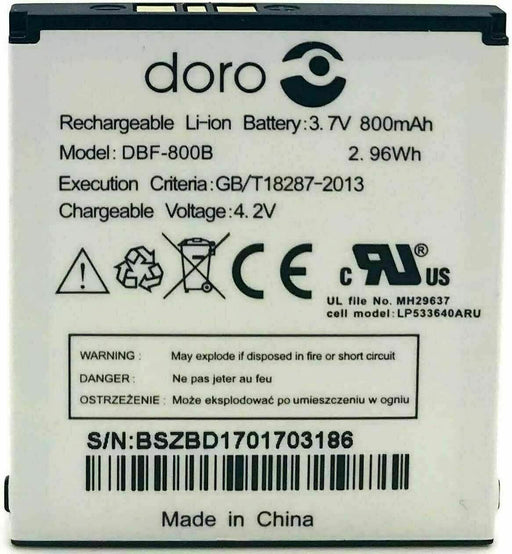 doro
Rechargeable Li-ion Battery:3.7V 800mAh
Model: DBF-800B 2.96Wh
Execution Criteria:GB/T18287-2013
Chargeable Voltage:4.2V
CE c RU ® US
UL file No. MH29637
cell model:LP533640ARU
WARNING : May explode if disposed in fire or short circuit
DANGER : Ne pas jeter au feu
OSTRZEŻENIE : Może eksplodować po umieszczeniu w ogniu
S/N:BSZBD1701703186
Made in China